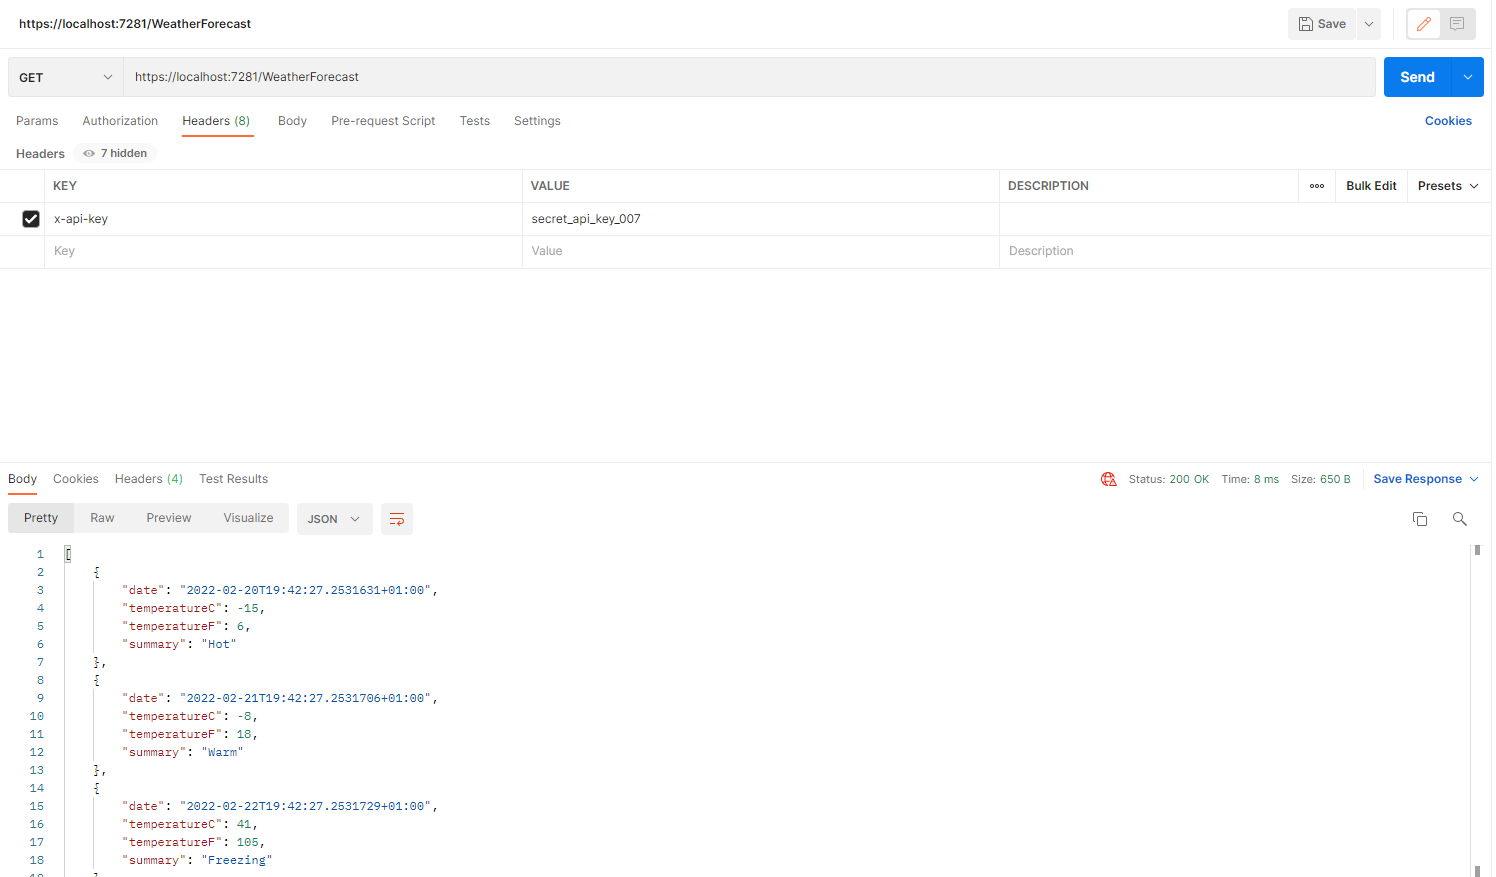 https://localhost:7281/WeatherForecast
Save
GET
https://localhost:7281/WeatherForecast
Send
Params Authorization Headers (8) Body Pre-request Script Tests Settings Cookies
Headers 7 hidden
KEY VALUE DESCRIPTION Bulk Edit Presets
x-api-key secret_api_key_007
Key Value Description
Body Cookies Headers (4) Test Results Status: 200 OK Time: 8 ms Size: 650 B Save Response
Pretty Raw Preview Visualize JSON
1 [
2 {
3 "date": "2022-02-20T19:42:27.2531631+01:00",
4 "temperatureC": -15,
5 "temperatureF": 6,
6 "summary": "Hot"
7 },
8 {
9 "date": "2022-02-21T19:42:27.2531706+01:00",
10 "temperatureC": -8,
11 "temperatureF": 18,
12 "summary": "Warm"
13 },
14 {
15 "date": "2022-02-22T19:42:27.2531729+01:00",
16 "temperatureC": 41,
17 "temperatureF": 105,
18 "summary": "Freezing"